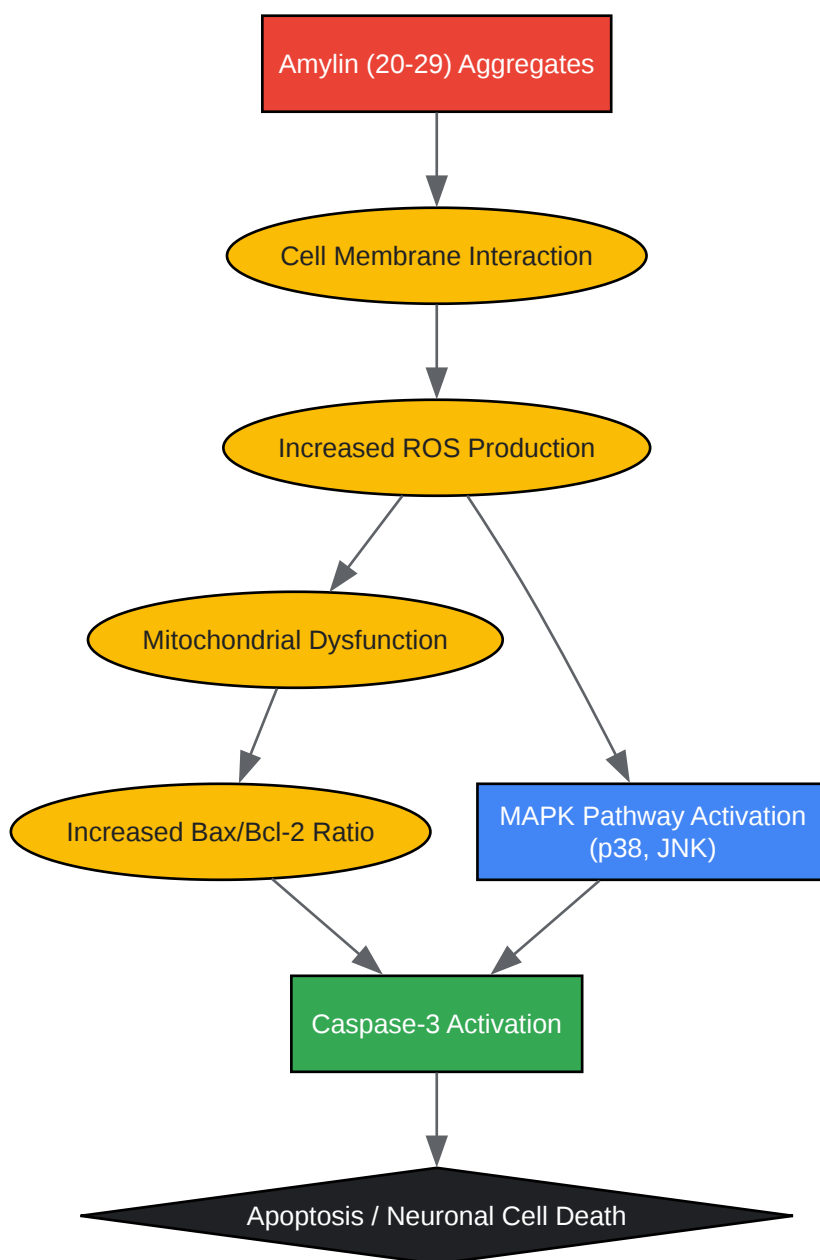 Amylin (20-29) Aggregates
Cell Membrane Interaction
Increased ROS Production
Mitochondrial Dysfunction
Increased Bax/Bcl-2 Ratio
MAPK Pathway Activation
(p38, JNK)
Caspase-3 Activation
Apoptosis / Neuronal Cell Death